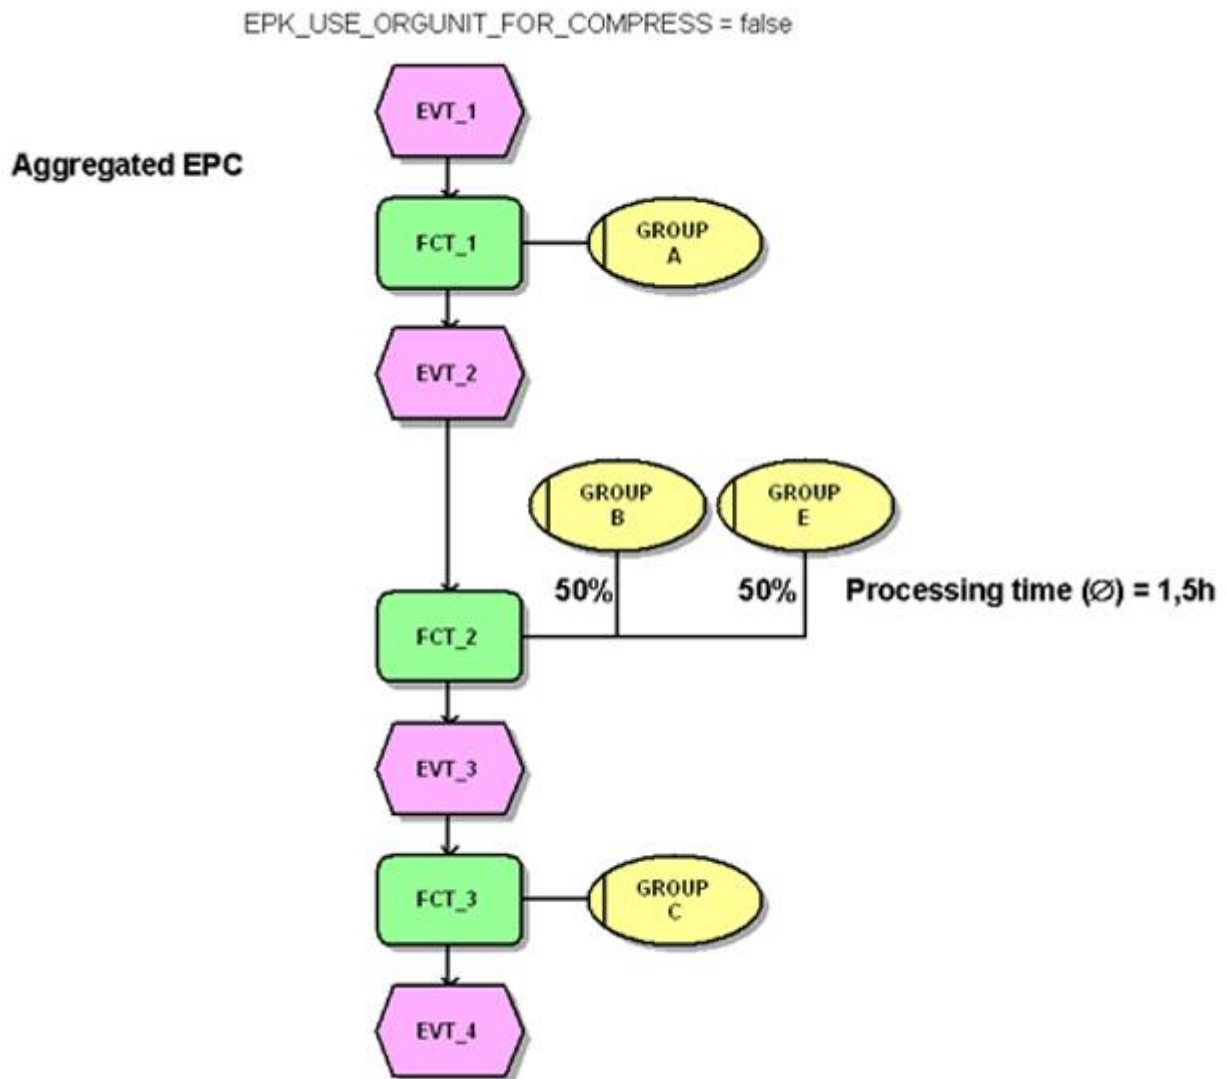 EPK_USE_ORGUNIT_FOR_COMPRESS = false
EVT_1
Aggregated EPC
FCT_1
GROUP
A
EVT_2
GROUP
B
GROUP
E
50%
50%
Processing time (∅) = 1,5h
FCT_2
EVT_3
FCT_3
GROUP
C
EVT_4